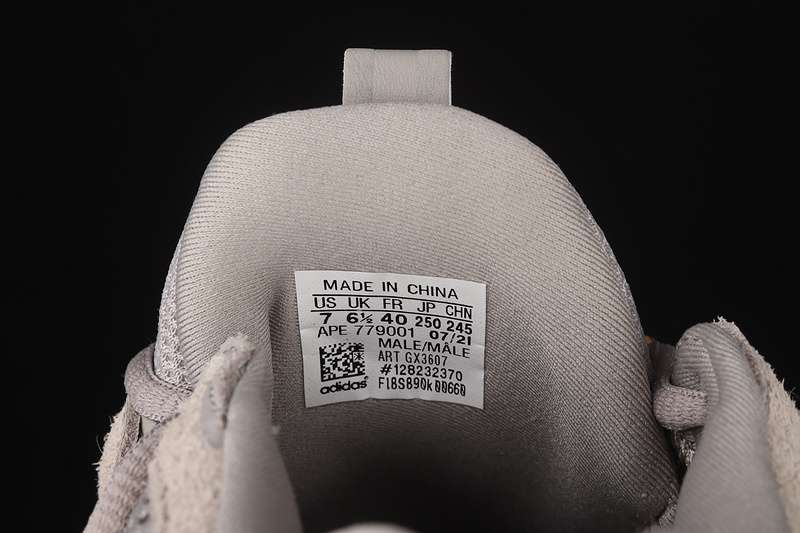 MADE IN CHINA
US UK FR JP CHN
7 6½ 40 250 245
APE 779001 07/21
MALE/MÂLE
ART GX3607
#128232370
adidas F18S890k00660